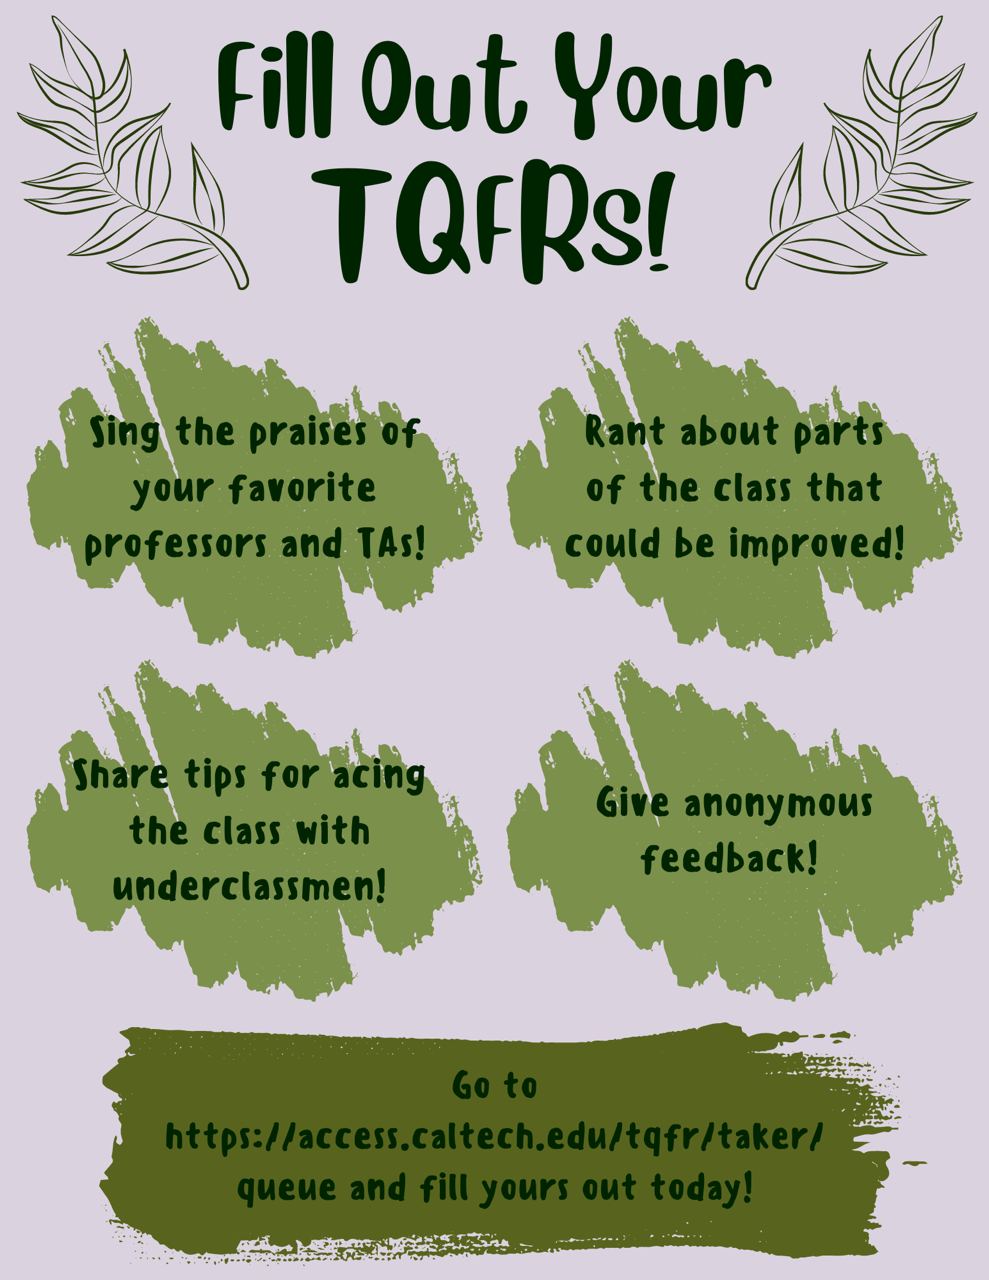 Fill Out Your
TQFRs!
Sing the praises of
your favorite
professors and TAs!
Rant about parts
of the class that
could be improved!
Share tips for acing
the class with
underclassmen!
Give anonymous
feedback!
Go to
https://access.caltech.edu/tqfr/taker/
queue and fill yours out today!